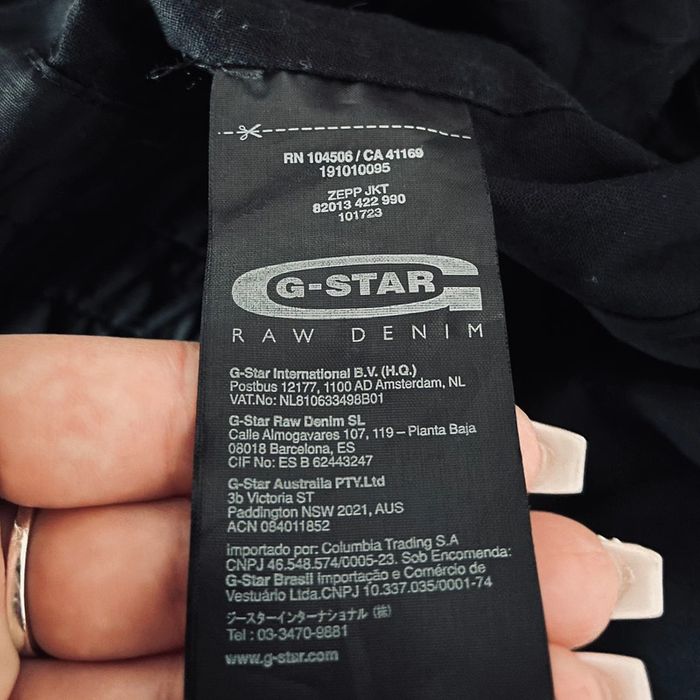 RN 104506 / CA 41169
191010095
ZEPP JKT
82013 422 990
101723
G-STAR
RAW DENIM
G-Star International B.V. (H.Q.)
Postbus 12177, 1100 AD Amsterdam, NL
VAT.No: NL810633498B01
G-Star Raw Denim SL
Calle Almogavares 107, 119 – Planta Baja
08018 Barcelona, ES
CIF No: ES B 62443247
G-Star Australia PTY.Ltd
3b Victoria ST
Paddington NSW 2021, AUS
ACN 084011852
importado por: Columbia Trading S.A
CNPJ 46.548.574/0005-23. Sob Encomenda:
G-Star Brasil Importação e Comércio de
Vestuário Ltda.CNPJ 10.337.035/0001-74
ジースターインターナショナル (株)
Tel : 03-3470-9881
www.g-star.com